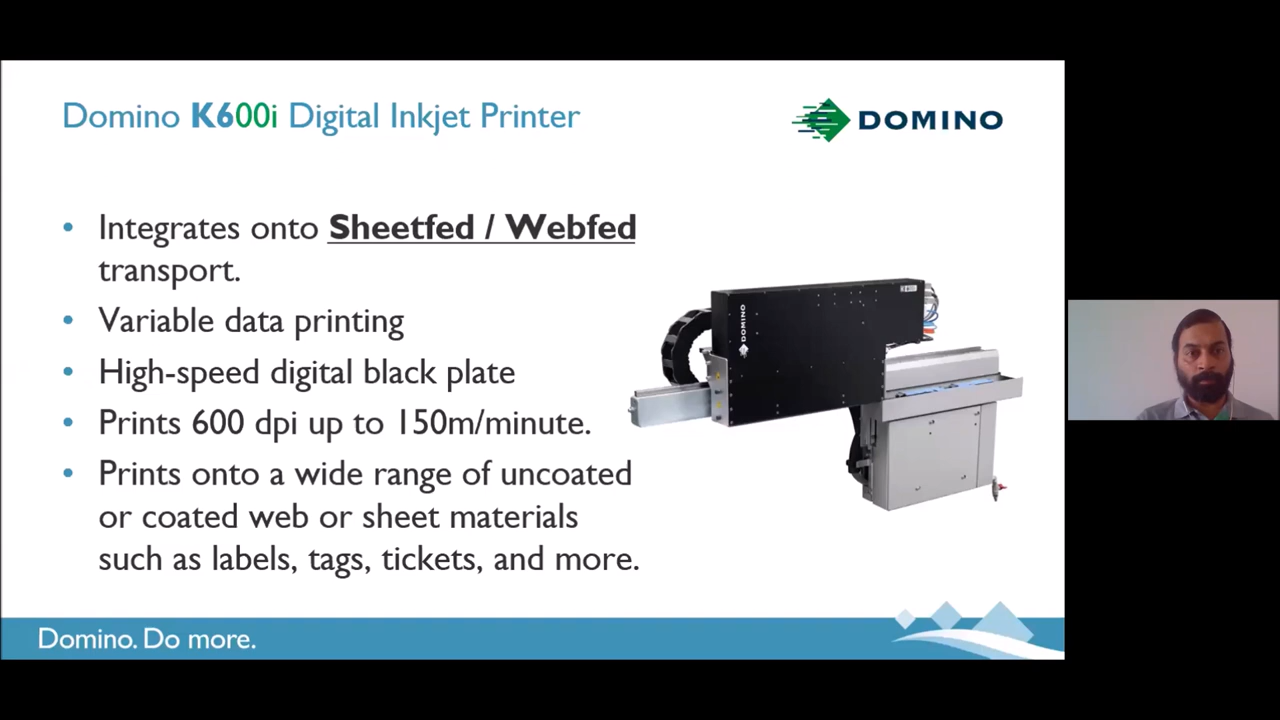 Domino K600i Digital Inkjet Printer
DOMINO
• Integrates onto Sheetfed / Webfed
transport.
• Variable data printing
• High-speed digital black plate
• Prints 600 dpi up to 150m/minute.
• Prints onto a wide range of uncoated
or coated web or sheet materials
such as labels, tags, tickets, and more.
DOMINO
Domino. Do more.